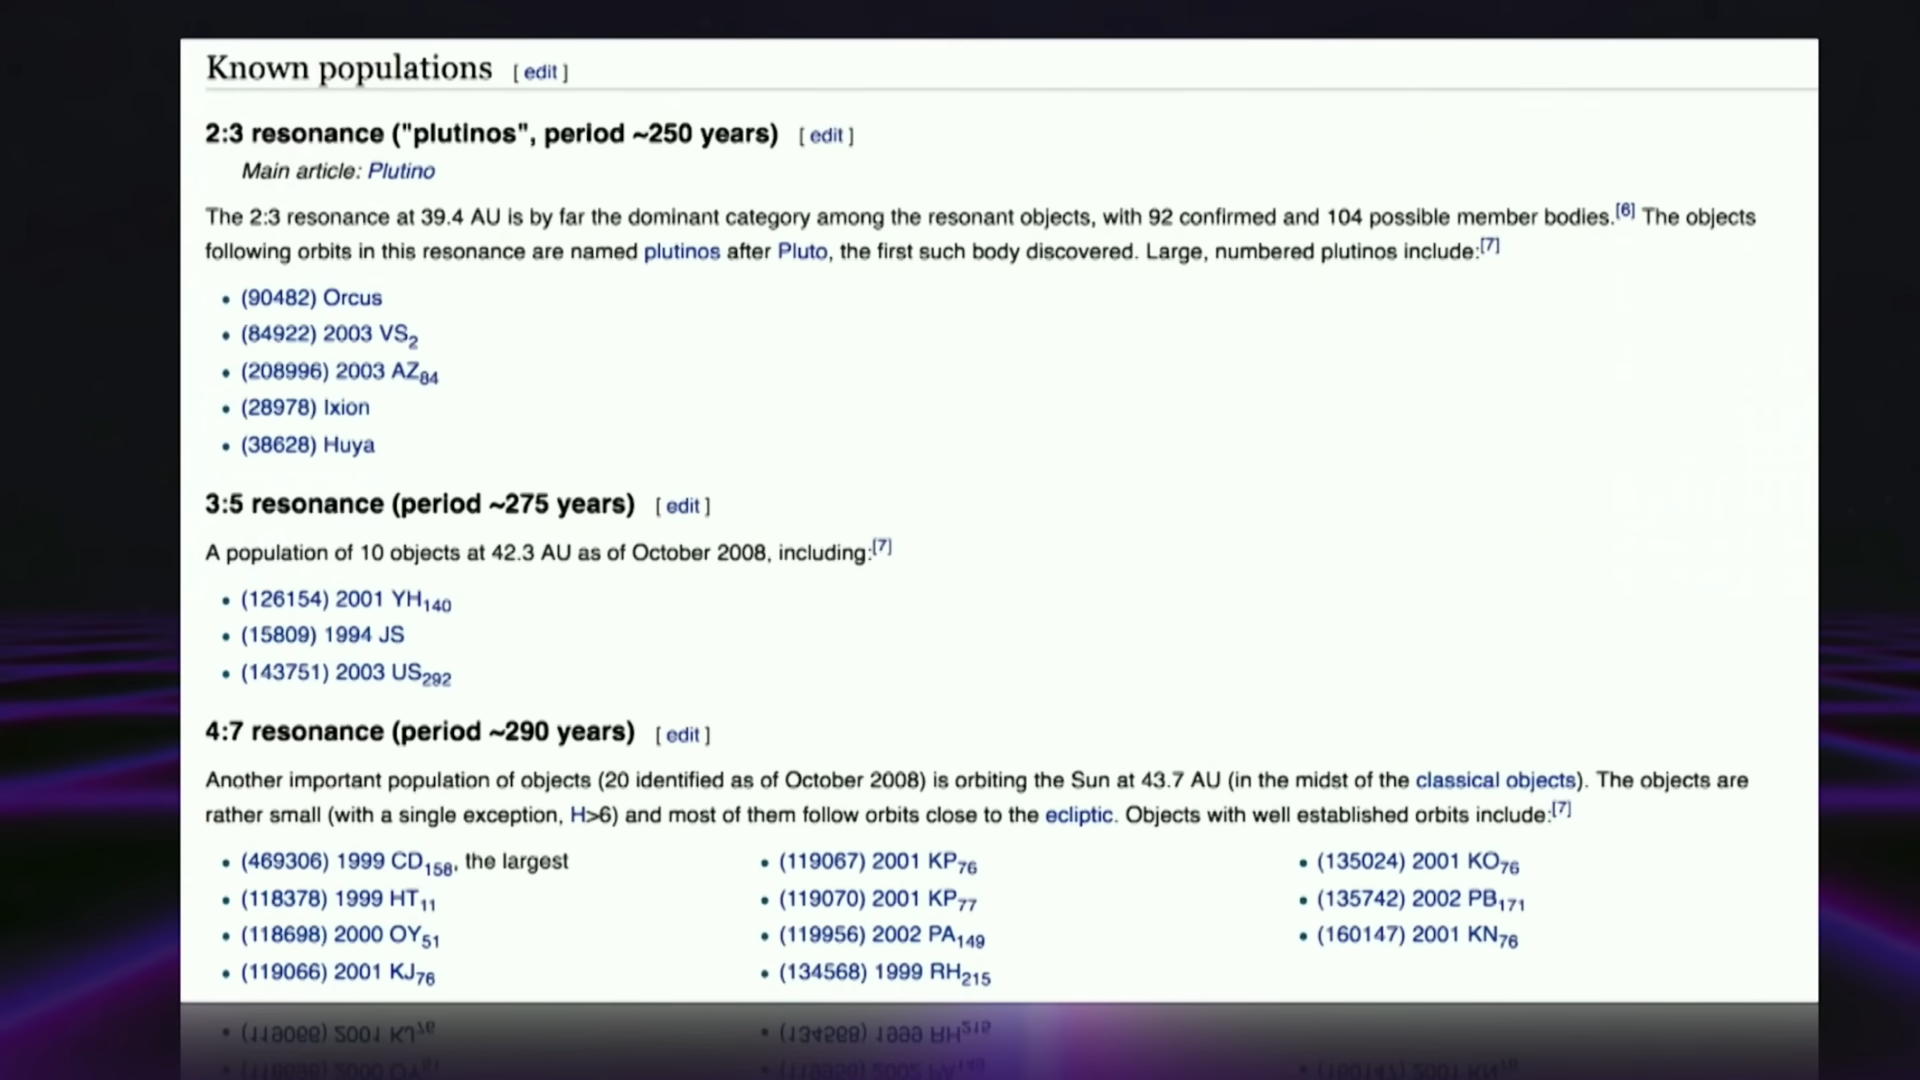 Known populations [ edit ]
2:3 resonance ("plutinos", period ~250 years) [ edit ]
Main article: Plutino
The 2:3 resonance at 39.4 AU is by far the dominant category among the resonant objects, with 92 confirmed and 104 possible member bodies.[6] The objects
following orbits in this resonance are named plutinos after Pluto, the first such body discovered. Large, numbered plutinos include:[7]
• (90482) Orcus
• (84922) 2003 VS2
• (208996) 2003 AZ84
• (28978) Ixion
• (38628) Huya
3:5 resonance (period ~275 years) [ edit ]
A population of 10 objects at 42.3 AU as of October 2008, including:[7]
• (126154) 2001 YH140
• (15809) 1994 JS
• (143751) 2003 US292
4:7 resonance (period ~290 years) [ edit ]
Another important population of objects (20 identified as of October 2008) is orbiting the Sun at 43.7 AU (in the midst of the classical objects). The objects are
rather small (with a single exception, H>6) and most of them follow orbits close to the ecliptic. Objects with well established orbits include:[7]
• (469306) 1999 CD158, the largest
• (118378) 1999 HT11
• (118698) 2000 OY51
• (119066) 2001 KJ76
• (119067) 2001 KP76
• (119070) 2001 KP77
• (119956) 2002 PA149
• (134568) 1999 RH215
• (135024) 2001 KO76
• (135742) 2002 PB171
• (160147) 2001 KN76